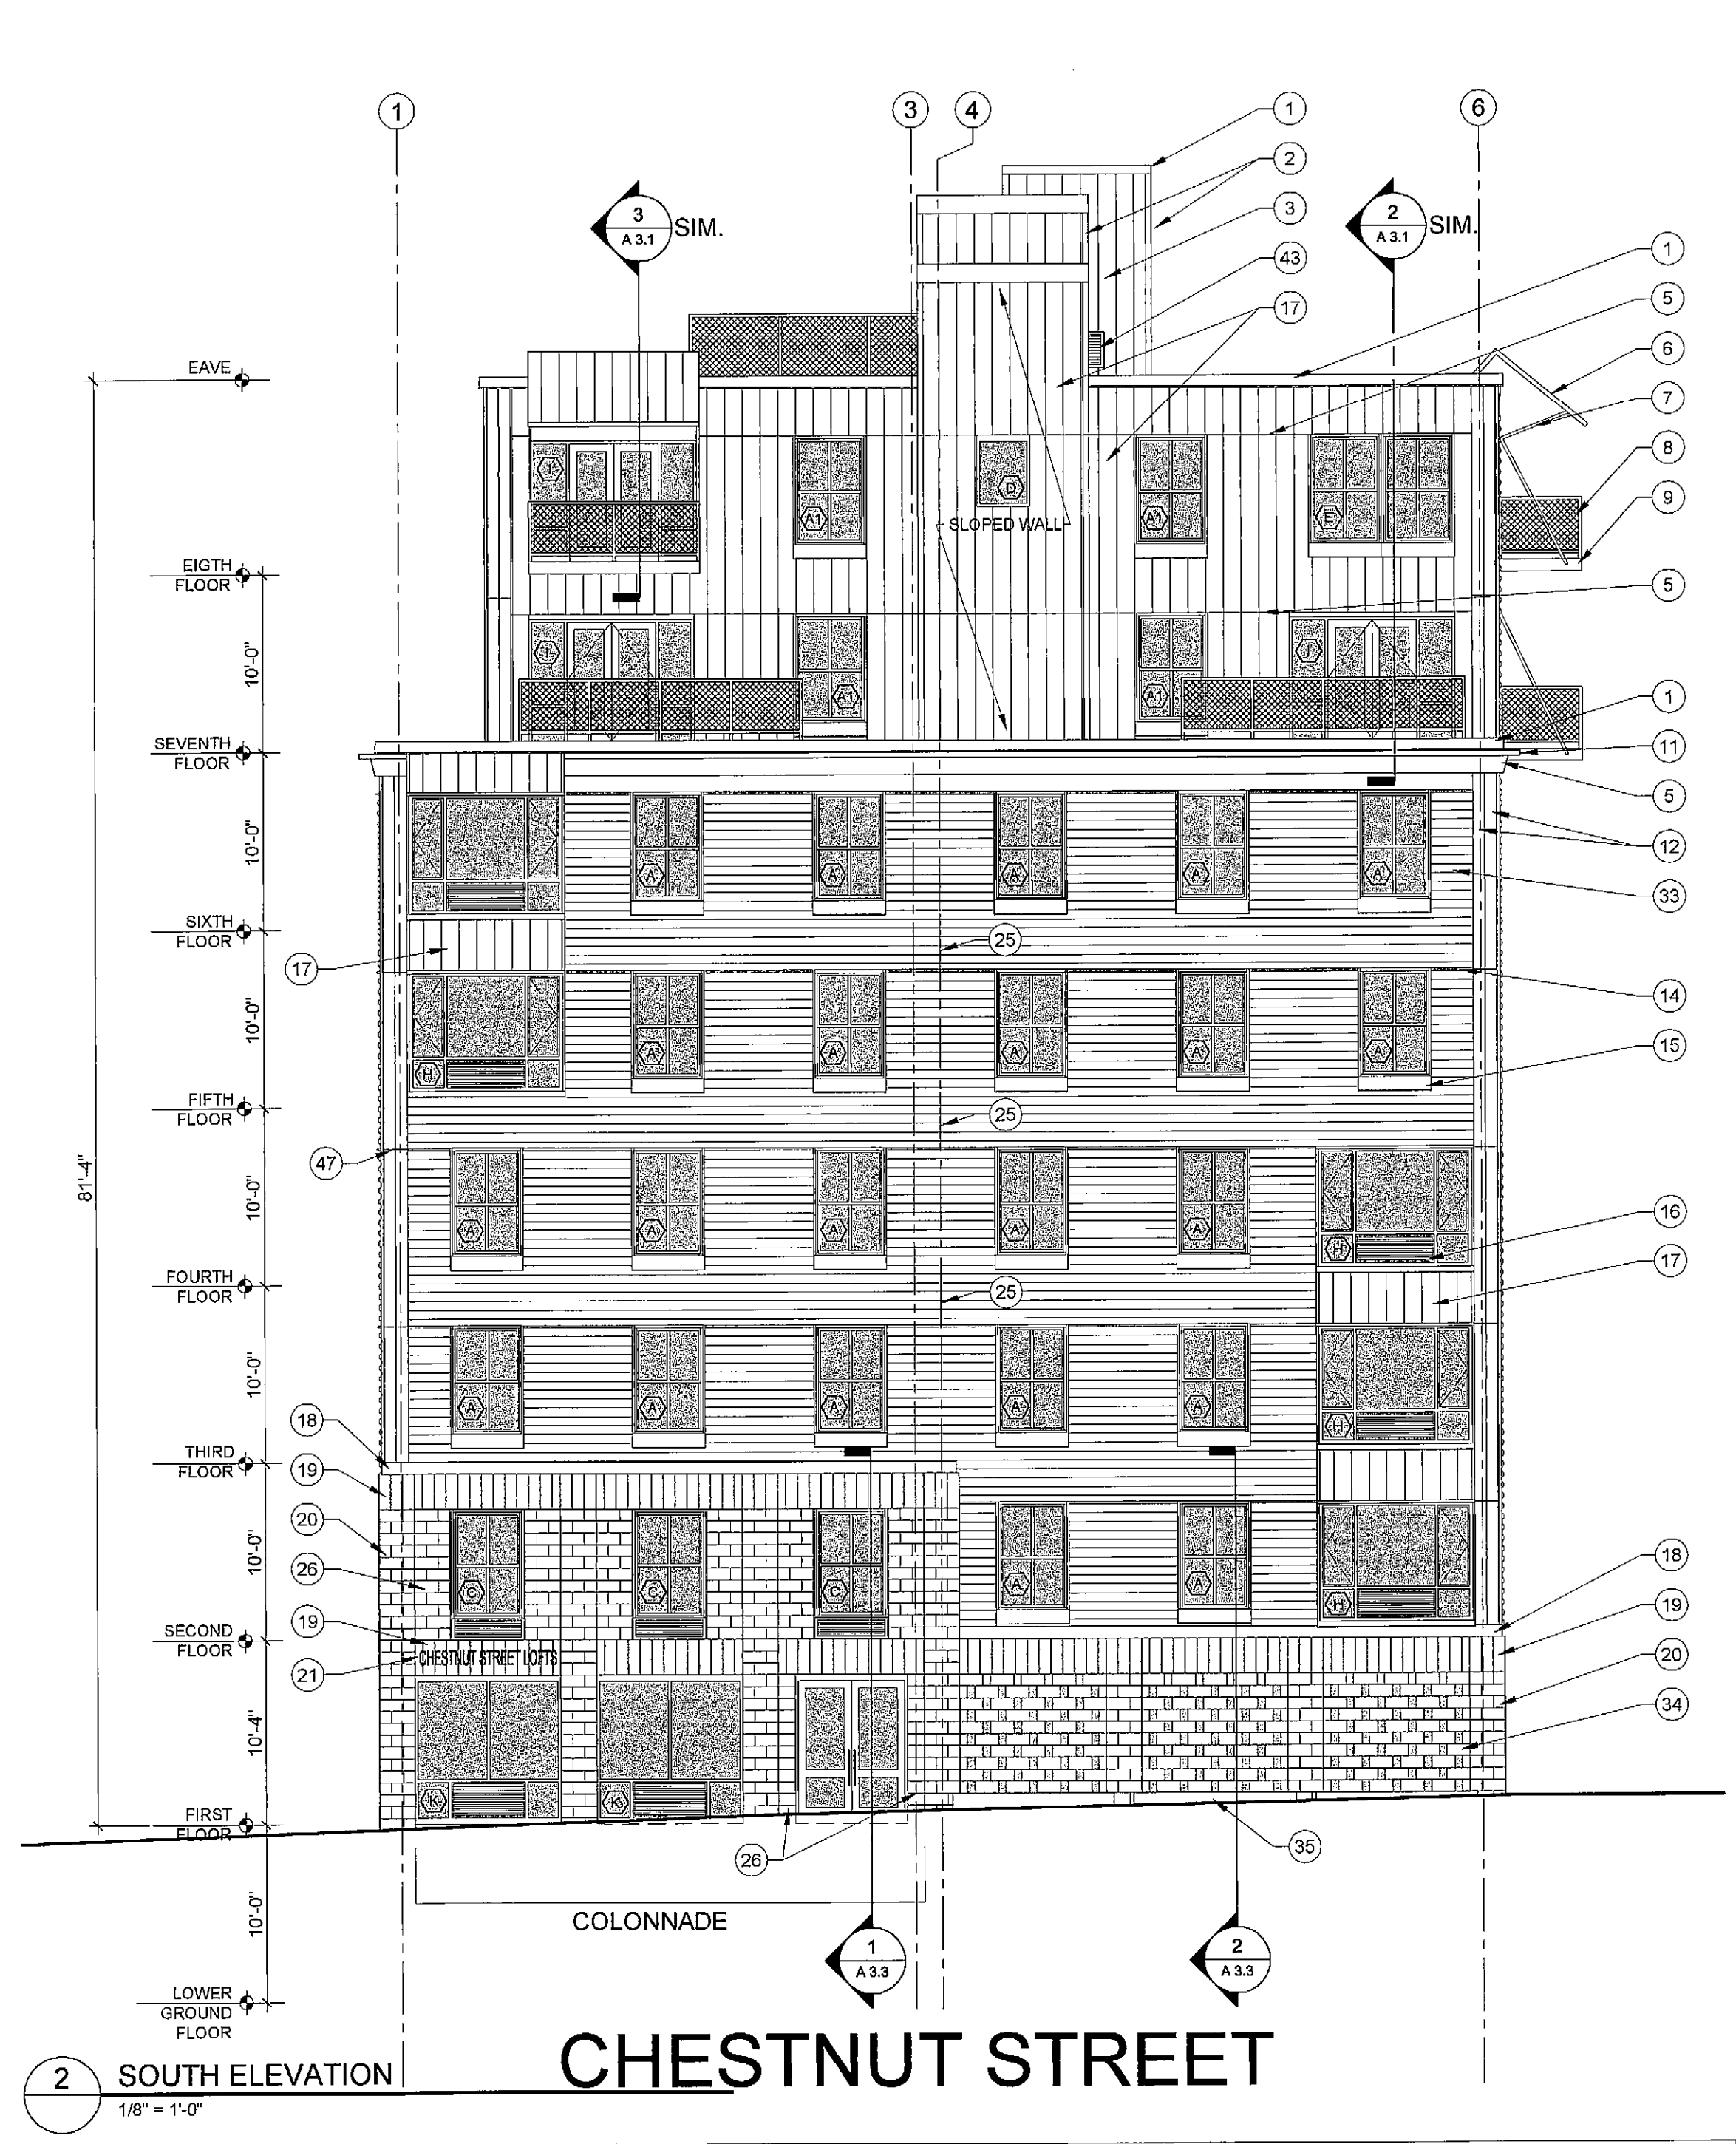 1
3
4
6
1
2
3
43
17
3
A 3.1
SIM.
2
A 3.1
SIM.
1
5
6
7
8
9
5
1
11
5
12
33
14
15
16
17
18
19
20
34
EAVE
D
A1
A1
E
SLOPED WALL
EIGTH
FLOOR
10'-0"
J
A1
A1
SEVENTH
FLOOR
10'-0"
A
A
A
A
A
SIXTH
FLOOR
25
17
10'-0"
H
A
A
A
A
A
FIFTH
FLOOR
25
47
81'-4"
10'-0"
A
A
A
A
A
H
FOURTH
FLOOR
25
10'-0"
A
A
A
A
A
H
18
THIRD
FLOOR
19
20
10'-0"
26
C
C
C
A
A
H
19
SECOND
FLOOR
CHESTNUT STREET LOFTS
21
10'-4"
K
K
FIRST
FLOOR
26
35
10'-0"
COLONNADE
1
A 3.3
2
A 3.3
LOWER
GROUND
FLOOR
CHESTNUT STREET
2
SOUTH ELEVATION
1/8" = 1'-0"